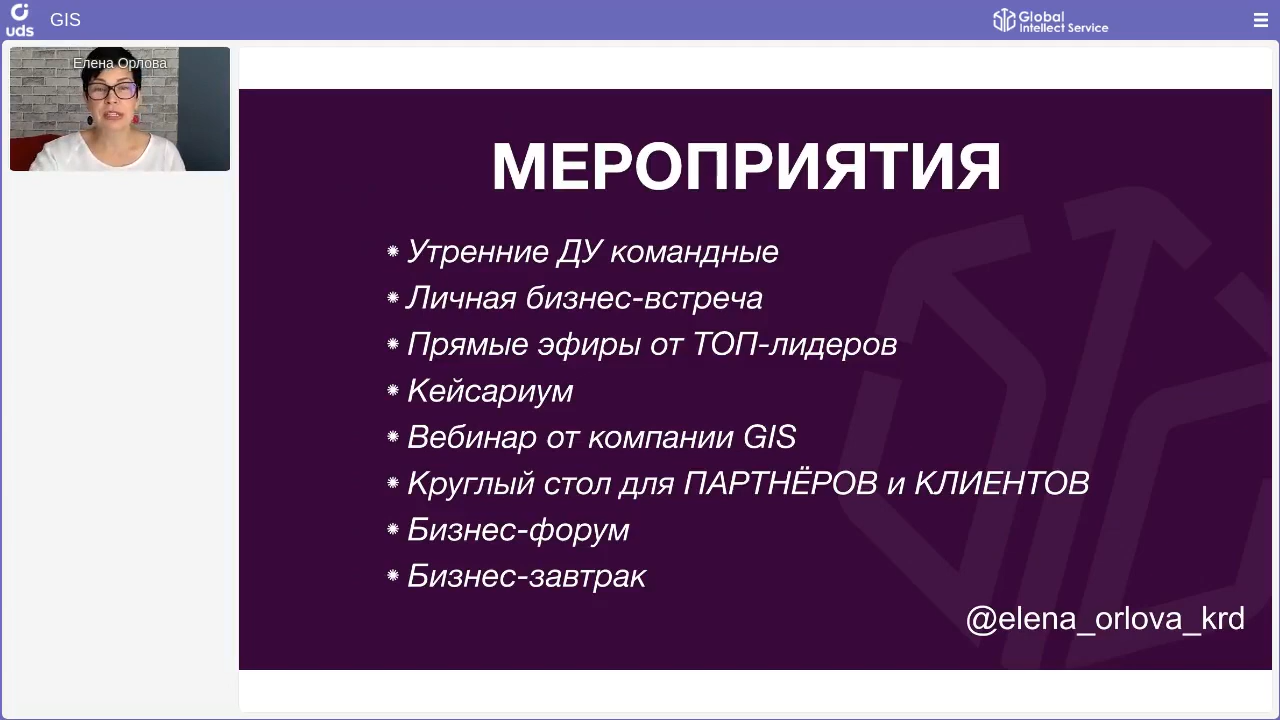 uds
GIS
Global
Intellect Service
Елена Орлова
МЕРОПРИЯТИЯ
Утренние ДУ командные
Личная бизнес-встреча
Прямые эфиры от ТОП-лидеров
Кейсариум
Вебинар от компании GIS
Круглый стол для ПАРТНЁРОВ и КЛИЕНТОВ
Бизнес-форум
Бизнес-завтрак
@elena_orlova_krd